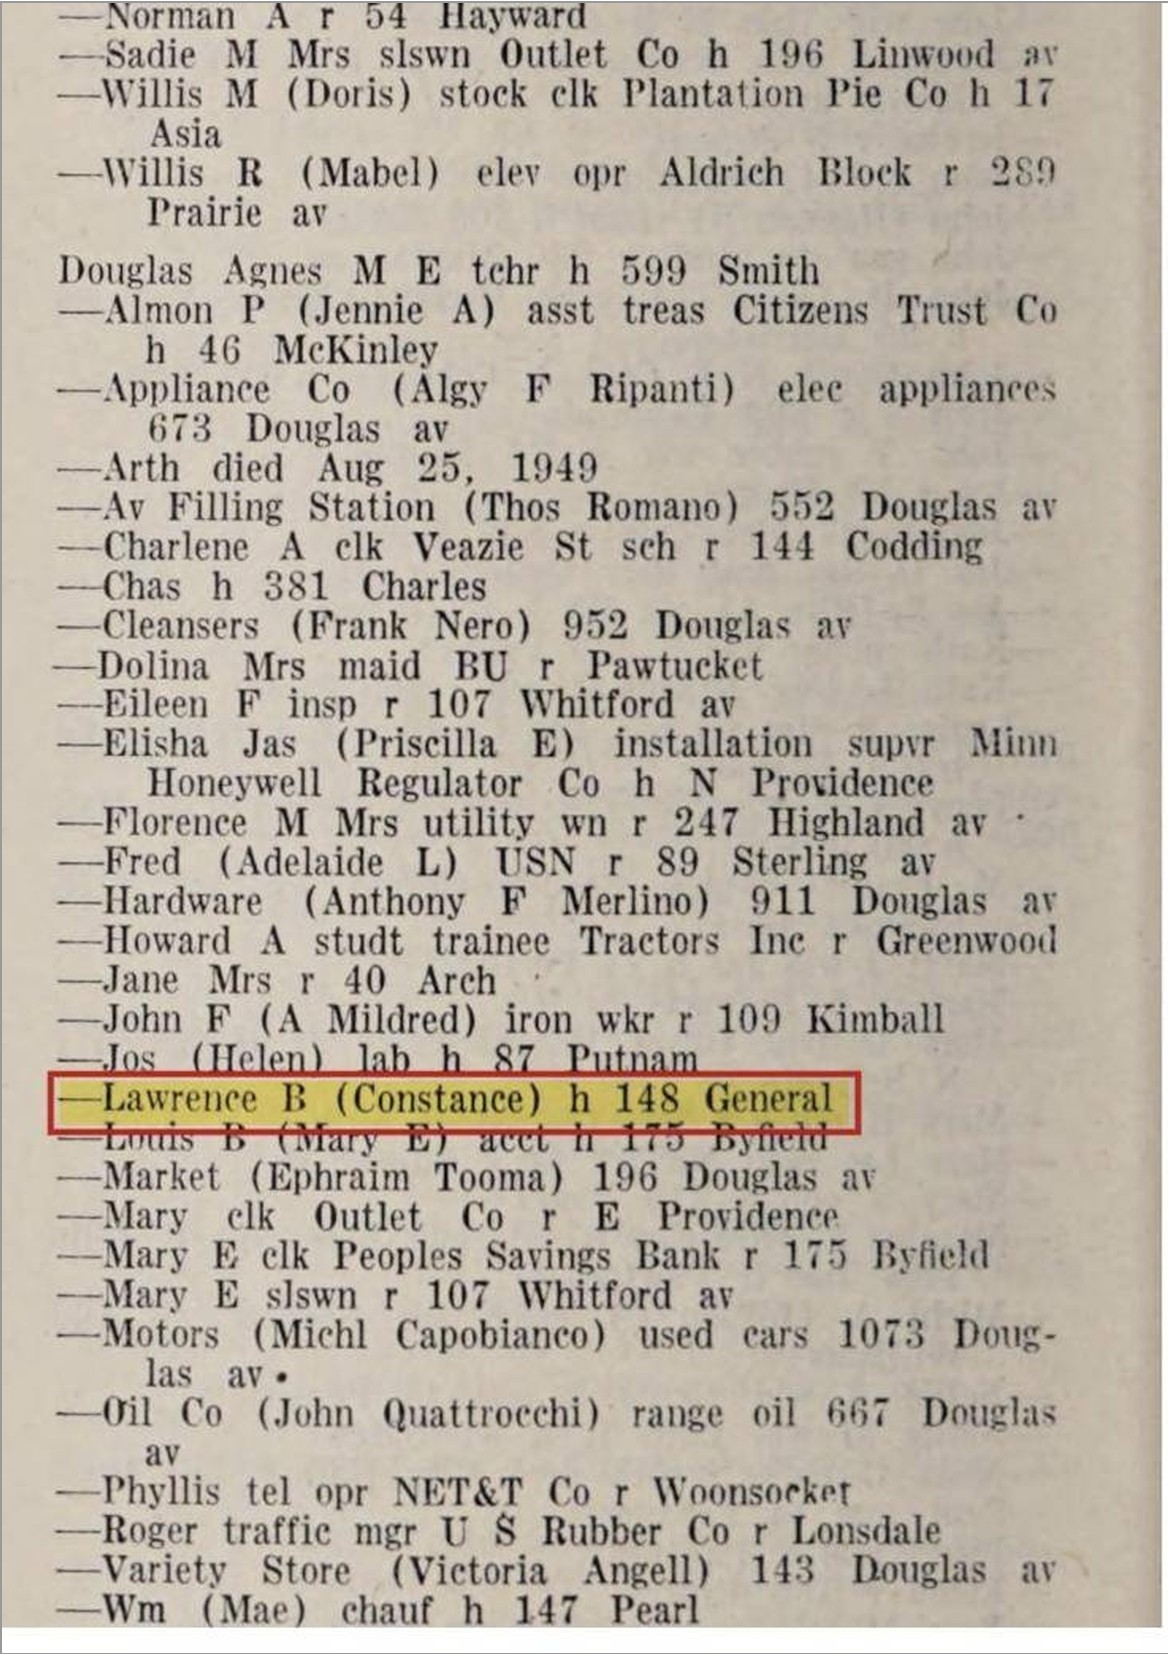 —Norman A r 54 Hayward
—Sadie M Mrs slswn Outlet Co h 196 Linwood av
—Willis M (Doris) stock clk Plantation Pie Co h 17
Asia
—Willis R (Mabel) elev opr Aldrich Block r 289
Prairie av
Douglas Agnes M E tchr h 599 Smith
—Almon P (Jennie A) asst treas Citizens Trust Co
h 46 McKinley
—Appliance Co (Algy F Ripanti) elec appliances
673 Douglas av
—Arth died Aug 25, 1949
—Av Filling Station (Thos Romano) 552 Douglas av
—Charlene A clk Veazie St sch r 144 Codding
—Chas h 381 Charles
—Cleansers (Frank Nero) 952 Douglas av
—Dolina Mrs maid BU r Pawtucket
—Eileen F insp r 107 Whitford av
—Elisha Jas (Priscilla E) installation supvr Minn
Honeywell Regulator Co h N Providence
—Florence M Mrs utility wn r 247 Highland av
—Fred (Adelaide L) USN r 89 Sterling av
—Hardware (Anthony F Merlino) 911 Douglas av
—Howard A studt trainee Tractors Inc r Greenwood
—Jane Mrs r 40 Arch
—John F (A Mildred) iron wkr r 109 Kimball
—Jos (Helen) lab h 87 Putnam
—Lawrence B (Constance) h 148 General
—Louis B (Mary E) acct h 175 Byfield
—Market (Ephraim Tooma) 196 Douglas av
—Mary clk Outlet Co r E Providence
—Mary E clk Peoples Savings Bank r 175 Byfield
—Mary E slswn r 107 Whitford av
—Motors (Michl Capobianco) used cars 1073 Doug-
las av
—Oil Co (John Quattrocchi) range oil 667 Douglas
av
—Phyllis tel opr NET&T Co r Woonsocket
—Roger traffic mgr U S Rubber Co r Lonsdale
—Variety Store (Victoria Angell) 143 Douglas av
—Wm (Mae) chauf h 147 Pearl